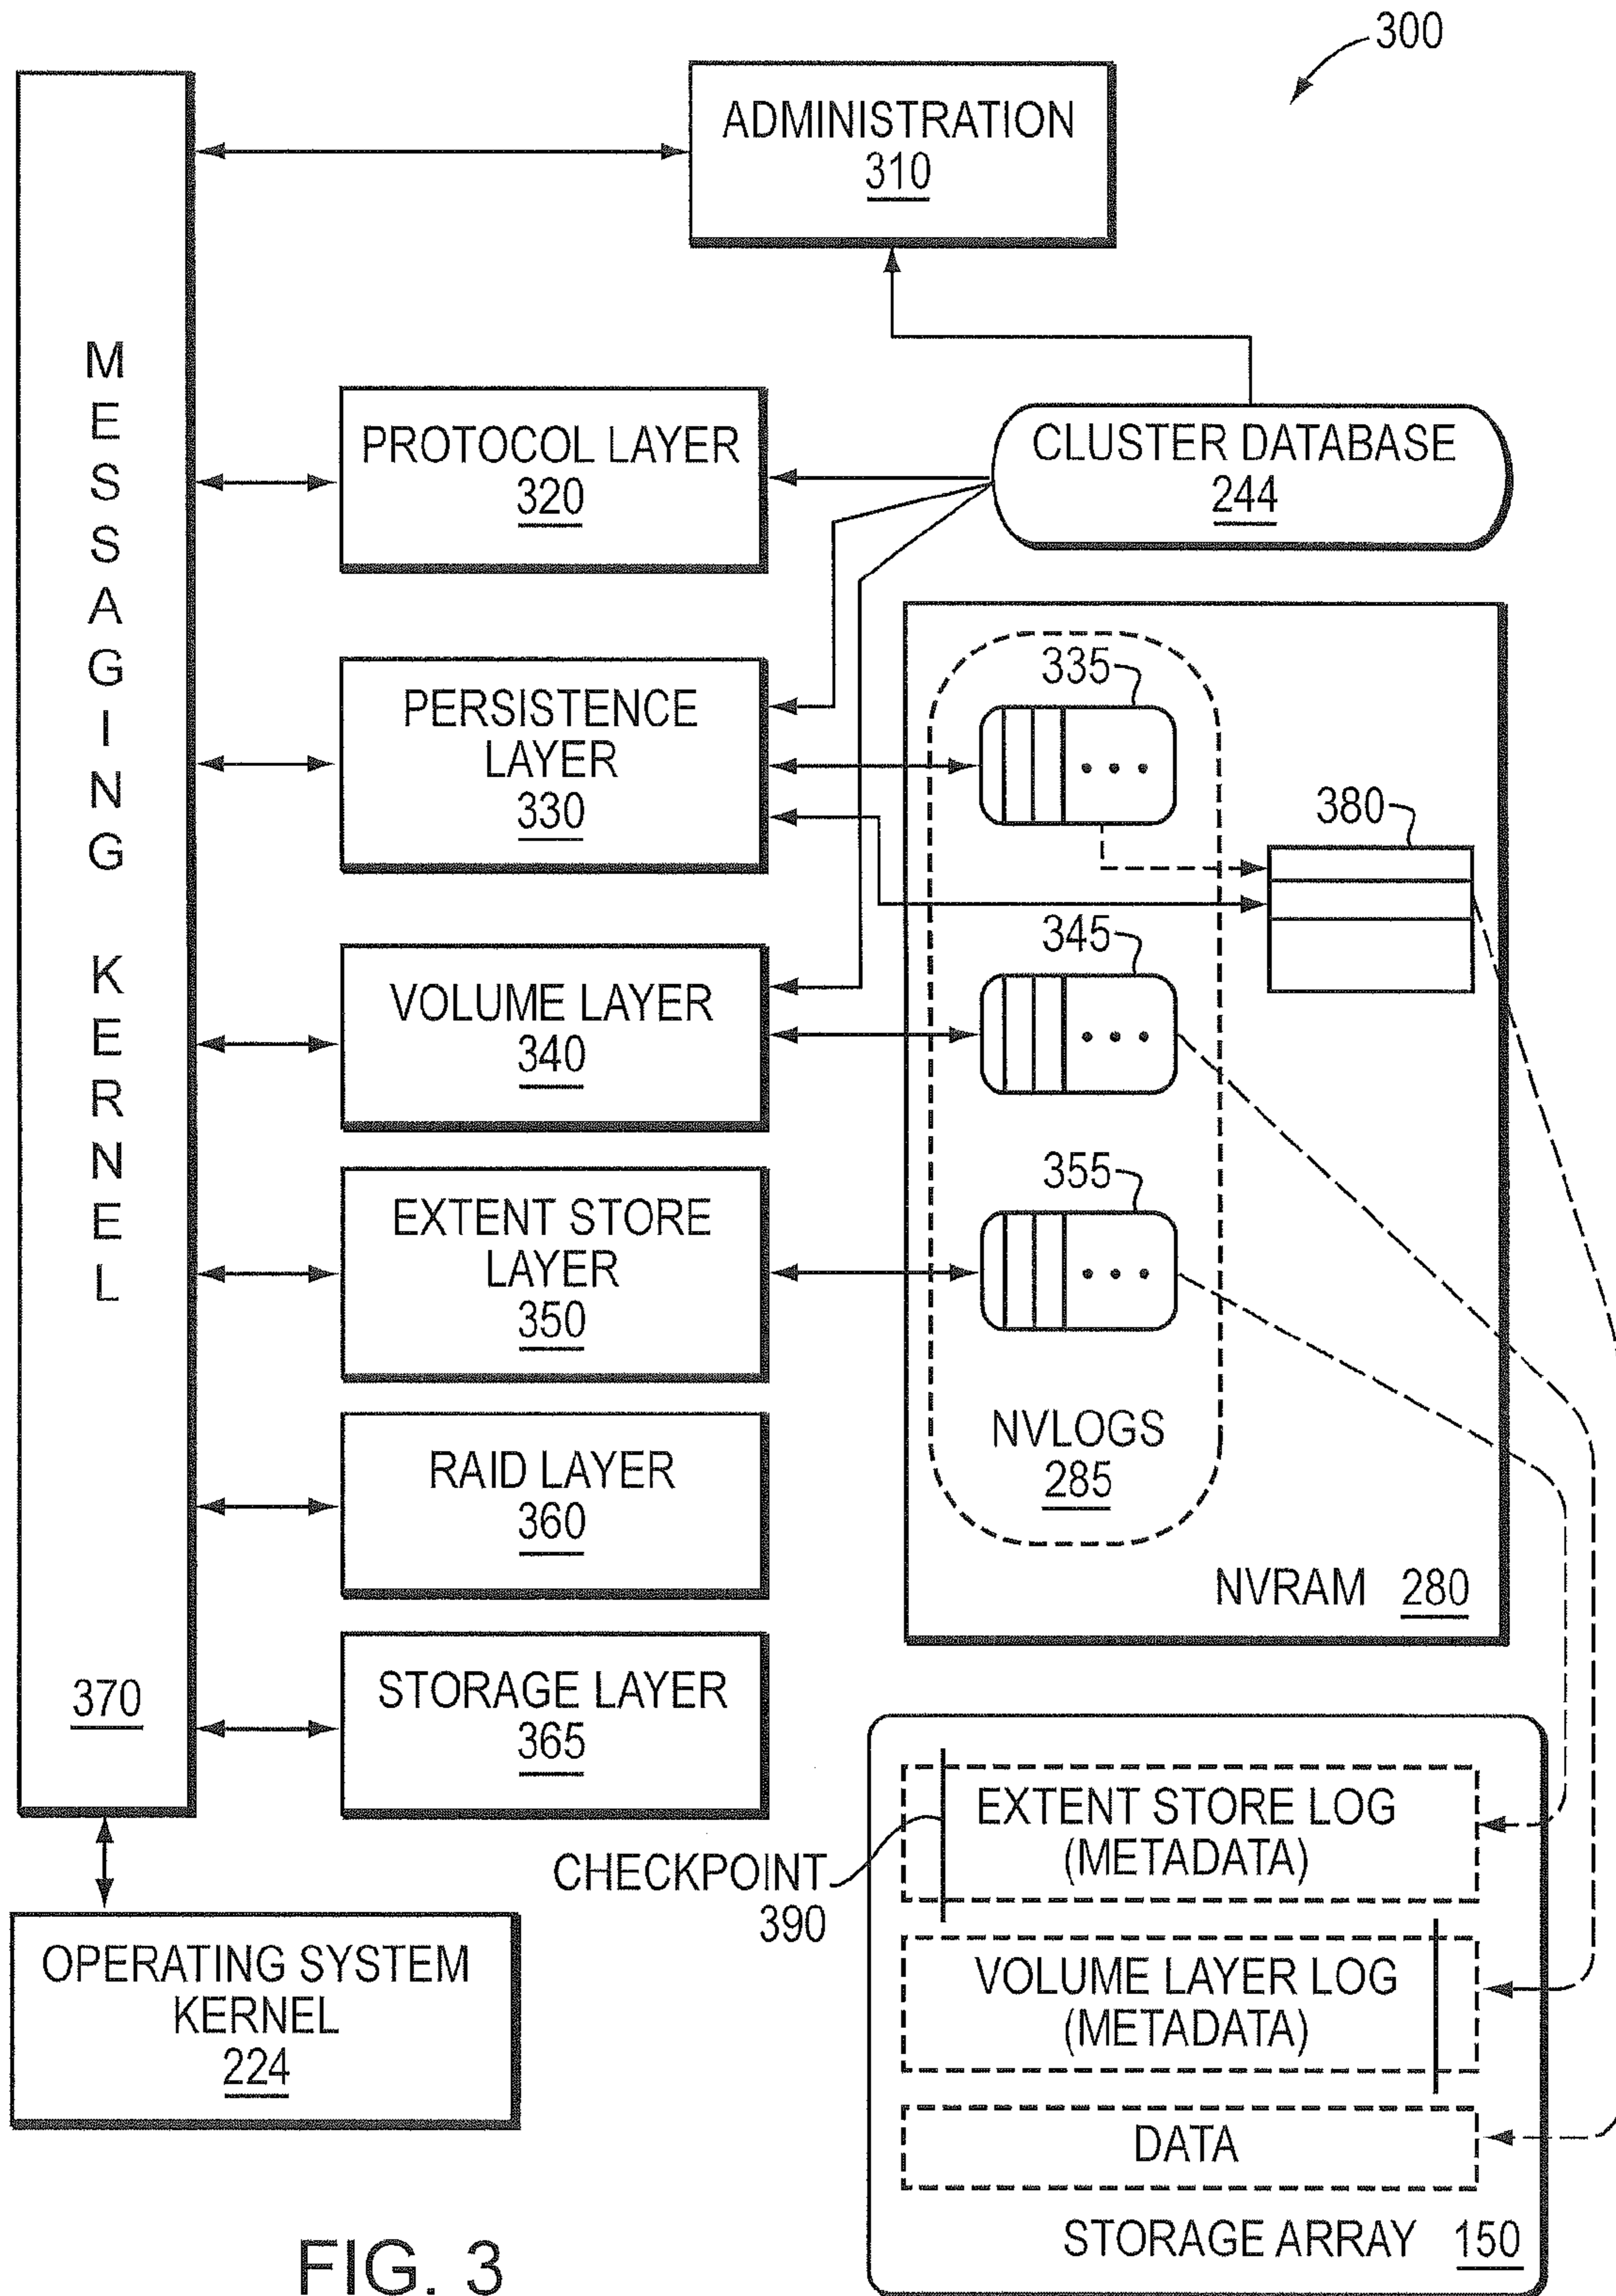 300
ADMINISTRATION
310
MESSAGING KERNEL
370
PROTOCOL LAYER
320
CLUSTER DATABASE
244
PERSISTENCE
LAYER
330
335
380
VOLUME LAYER
340
345
EXTENT STORE
LAYER
350
355
NVLOGS
285
RAID LAYER
360
NVRAM 280
STORAGE LAYER
365
EXTENT STORE LOG
(METADATA)
CHECKPOINT
390
OPERATING SYSTEM
KERNEL
224
VOLUME LAYER LOG
(METADATA)
DATA
STORAGE ARRAY 150
FIG. 3